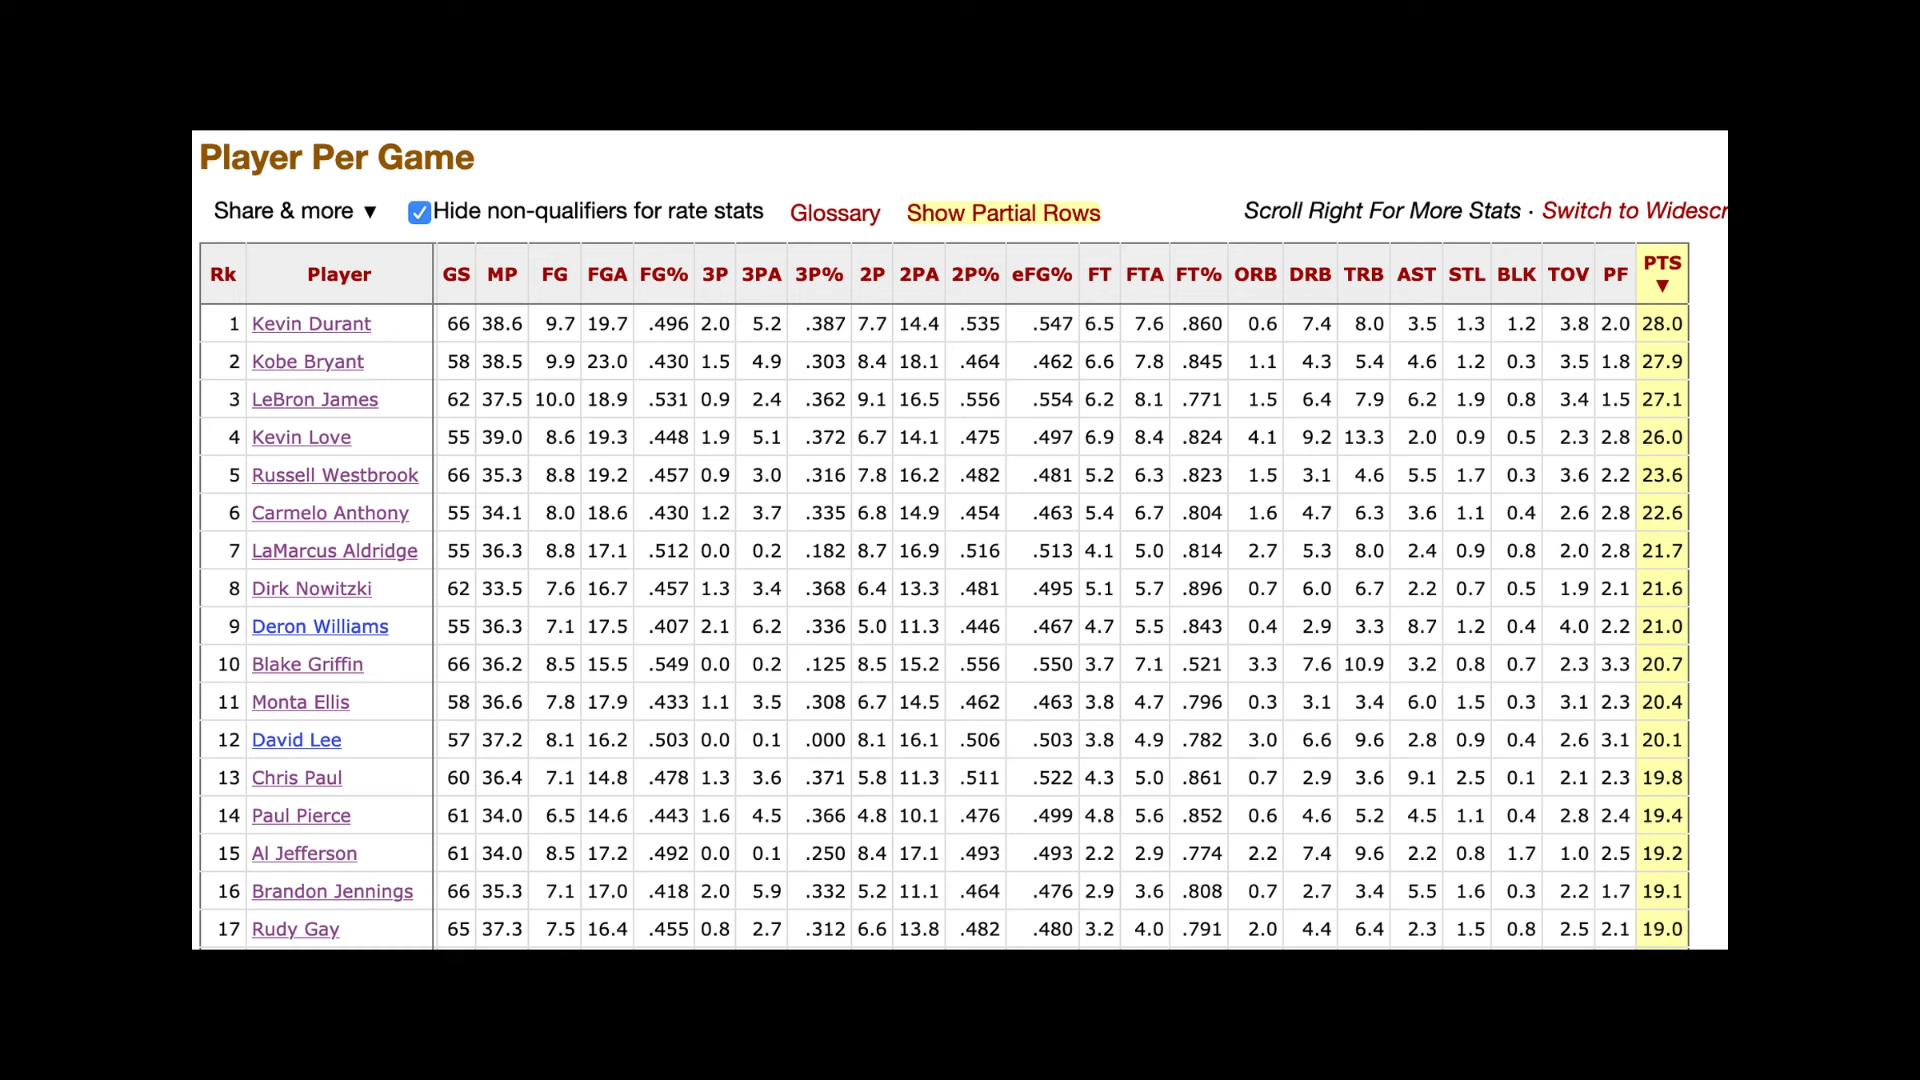 Player Per Game
Share & more ▼ Hide non-qualifiers for rate stats Glossary Show Partial Rows Scroll Right For More Stats · Switch to Widescr
Rk Player GS MP FG FGA FG% 3P 3PA 3P% 2P 2PA 2P% eFG% FT FTA FT% ORB DRB TRB AST STL BLK TOV PF PTS ▼
1 Kevin Durant 66 38.6 9.7 19.7 .496 2.0 5.2 .387 7.7 14.4 .535 .547 6.5 7.6 .860 0.6 7.4 8.0 3.5 1.3 1.2 3.8 2.0 28.0
2 Kobe Bryant 58 38.5 9.9 23.0 .430 1.5 4.9 .303 8.4 18.1 .464 .462 6.6 7.8 .845 1.1 4.3 5.4 4.6 1.2 0.3 3.5 1.8 27.9
3 LeBron James 62 37.5 10.0 18.9 .531 0.9 2.4 .362 9.1 16.5 .556 .554 6.2 8.1 .771 1.5 6.4 7.9 6.2 1.9 0.8 3.4 1.5 27.1
4 Kevin Love 55 39.0 8.6 19.3 .448 1.9 5.1 .372 6.7 14.1 .475 .497 6.9 8.4 .824 4.1 9.2 13.3 2.0 0.9 0.5 2.3 2.8 26.0
5 Russell Westbrook 66 35.3 8.8 19.2 .457 0.9 3.0 .316 7.8 16.2 .482 .481 5.2 6.3 .823 1.5 3.1 4.6 5.5 1.7 0.3 3.6 2.2 23.6
6 Carmelo Anthony 55 34.1 8.0 18.6 .430 1.2 3.7 .335 6.8 14.9 .454 .463 5.4 6.7 .804 1.6 4.7 6.3 3.6 1.1 0.4 2.6 2.8 22.6
7 LaMarcus Aldridge 55 36.3 8.8 17.1 .512 0.0 0.2 .182 8.7 16.9 .516 .513 4.1 5.0 .814 2.7 5.3 8.0 2.4 0.9 0.8 2.0 2.8 21.7
8 Dirk Nowitzki 62 33.5 7.6 16.7 .457 1.3 3.4 .368 6.4 13.3 .481 .495 5.1 5.7 .896 0.7 6.0 6.7 2.2 0.7 0.5 1.9 2.1 21.6
9 Deron Williams 55 36.3 7.1 17.5 .407 2.1 6.2 .336 5.0 11.3 .446 .467 4.7 5.5 .843 0.4 2.9 3.3 8.7 1.2 0.4 4.0 2.2 21.0
10 Blake Griffin 66 36.2 8.5 15.5 .549 0.0 0.2 .125 8.5 15.2 .556 .550 3.7 7.1 .521 3.3 7.6 10.9 3.2 0.8 0.7 2.3 3.3 20.7
11 Monta Ellis 58 36.6 7.8 17.9 .433 1.1 3.5 .308 6.7 14.5 .462 .463 3.8 4.7 .796 0.3 3.1 3.4 6.0 1.5 0.3 3.1 2.3 20.4
12 David Lee 57 37.2 8.1 16.2 .503 0.0 0.1 .000 8.1 16.1 .506 .503 3.8 4.9 .782 3.0 6.6 9.6 2.8 0.9 0.4 2.6 3.1 20.1
13 Chris Paul 60 36.4 7.1 14.8 .478 1.3 3.6 .371 5.8 11.3 .511 .522 4.3 5.0 .861 0.7 2.9 3.6 9.1 2.5 0.1 2.1 2.3 19.8
14 Paul Pierce 61 34.0 6.5 14.6 .443 1.6 4.5 .366 4.8 10.1 .476 .499 4.8 5.6 .852 0.6 4.6 5.2 4.5 1.1 0.4 2.8 2.4 19.4
15 Al Jefferson 61 34.0 8.5 17.2 .492 0.0 0.1 .250 8.4 17.1 .493 .493 2.2 2.9 .774 2.2 7.4 9.6 2.2 0.8 1.7 1.0 2.5 19.2
16 Brandon Jennings 66 35.3 7.1 17.0 .418 2.0 5.9 .332 5.2 11.1 .464 .476 2.9 3.6 .808 0.7 2.7 3.4 5.5 1.6 0.3 2.2 1.7 19.1
17 Rudy Gay 65 37.3 7.5 16.4 .455 0.8 2.7 .312 6.6 13.8 .482 .480 3.2 4.0 .791 2.0 4.4 6.4 2.3 1.5 0.8 2.5 2.1 19.0